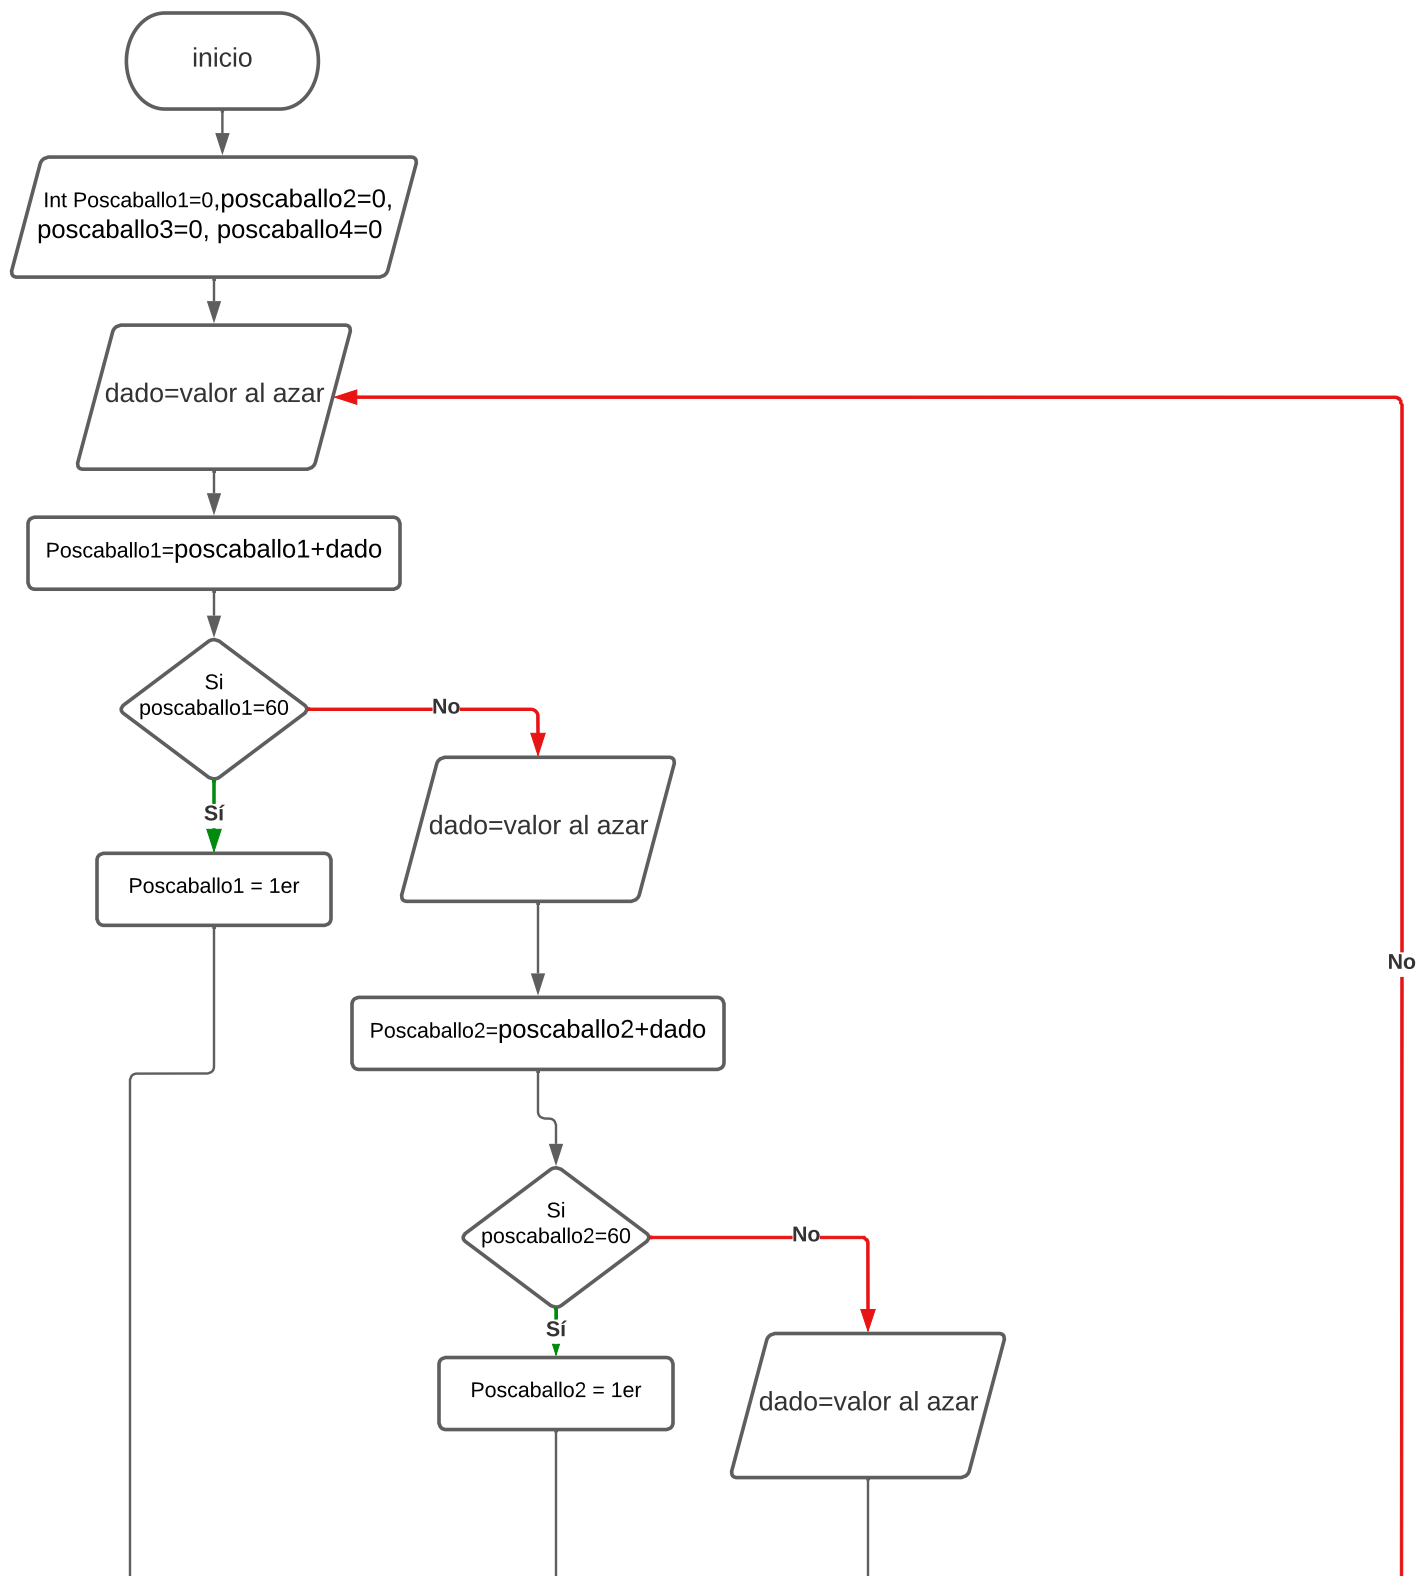 inicio
Int Poscaballo1=0,poscaballo2=0,
poscaballo3=0, poscaballo4=0
dado=valor al azar
Poscaballo1=poscaballo1+dado
Si
poscaballo1=60
No
Sí
dado=valor al azar
Poscaballo1 = 1er
No
Poscaballo2=poscaballo2+dado
Si
poscaballo2=60
No
Sí
Poscaballo2 = 1er
dado=valor al azar